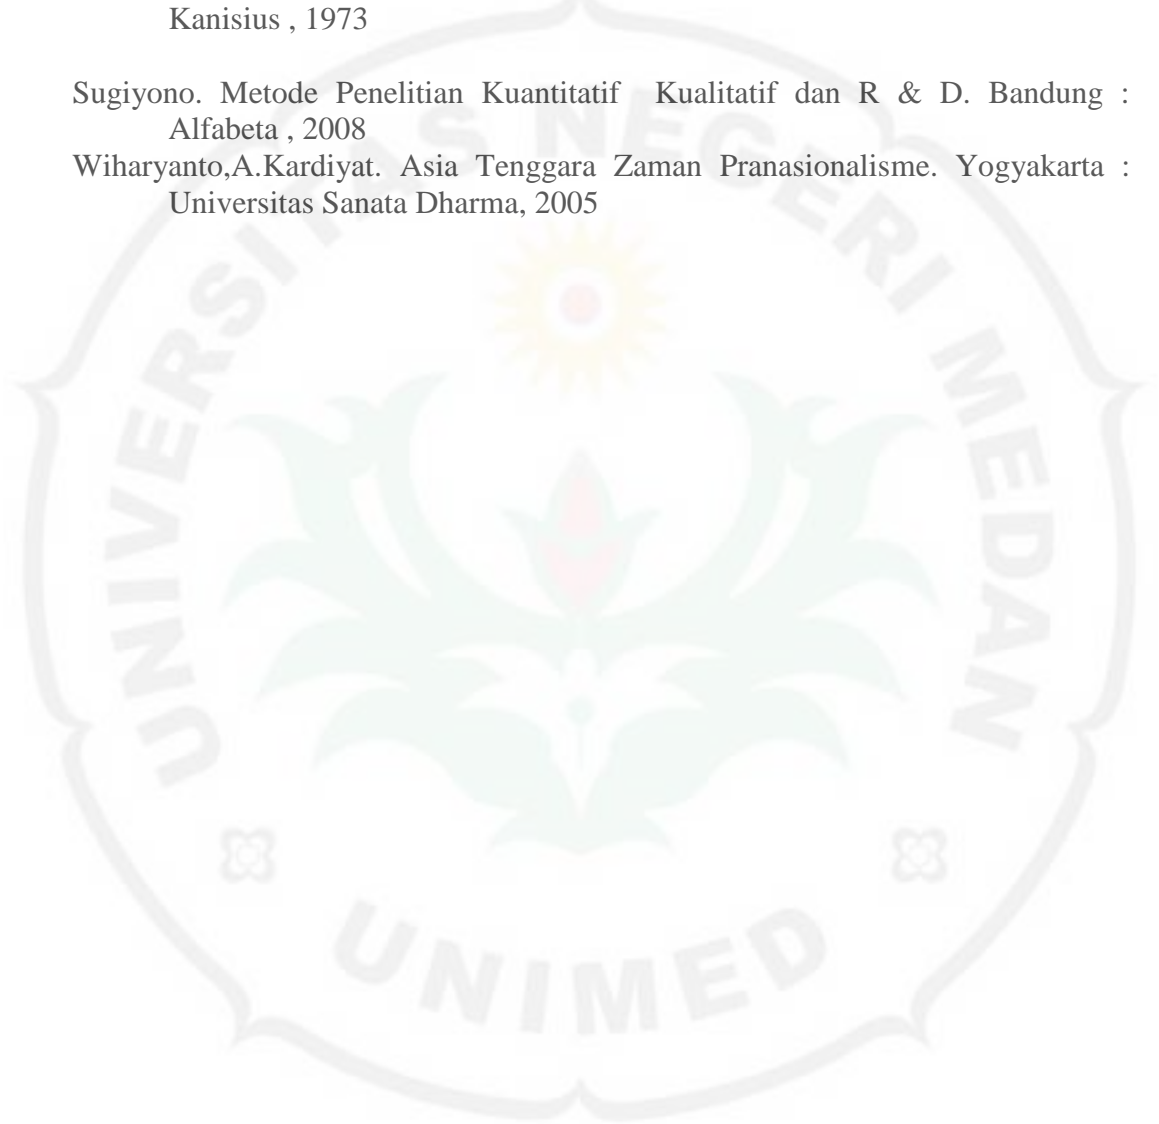 Kanisius , 1973
Sugiyono. Metode Penelitian Kuantitatif  Kualitatif dan R & D. Bandung :
Alfabeta , 2008
Wiharyanto,A.Kardiyat. Asia Tenggara Zaman Pranasionalisme. Yogyakarta :
Universitas Sanata Dharma, 2005
UNIVERSITAS NEGERI MEDAN
UNIMED